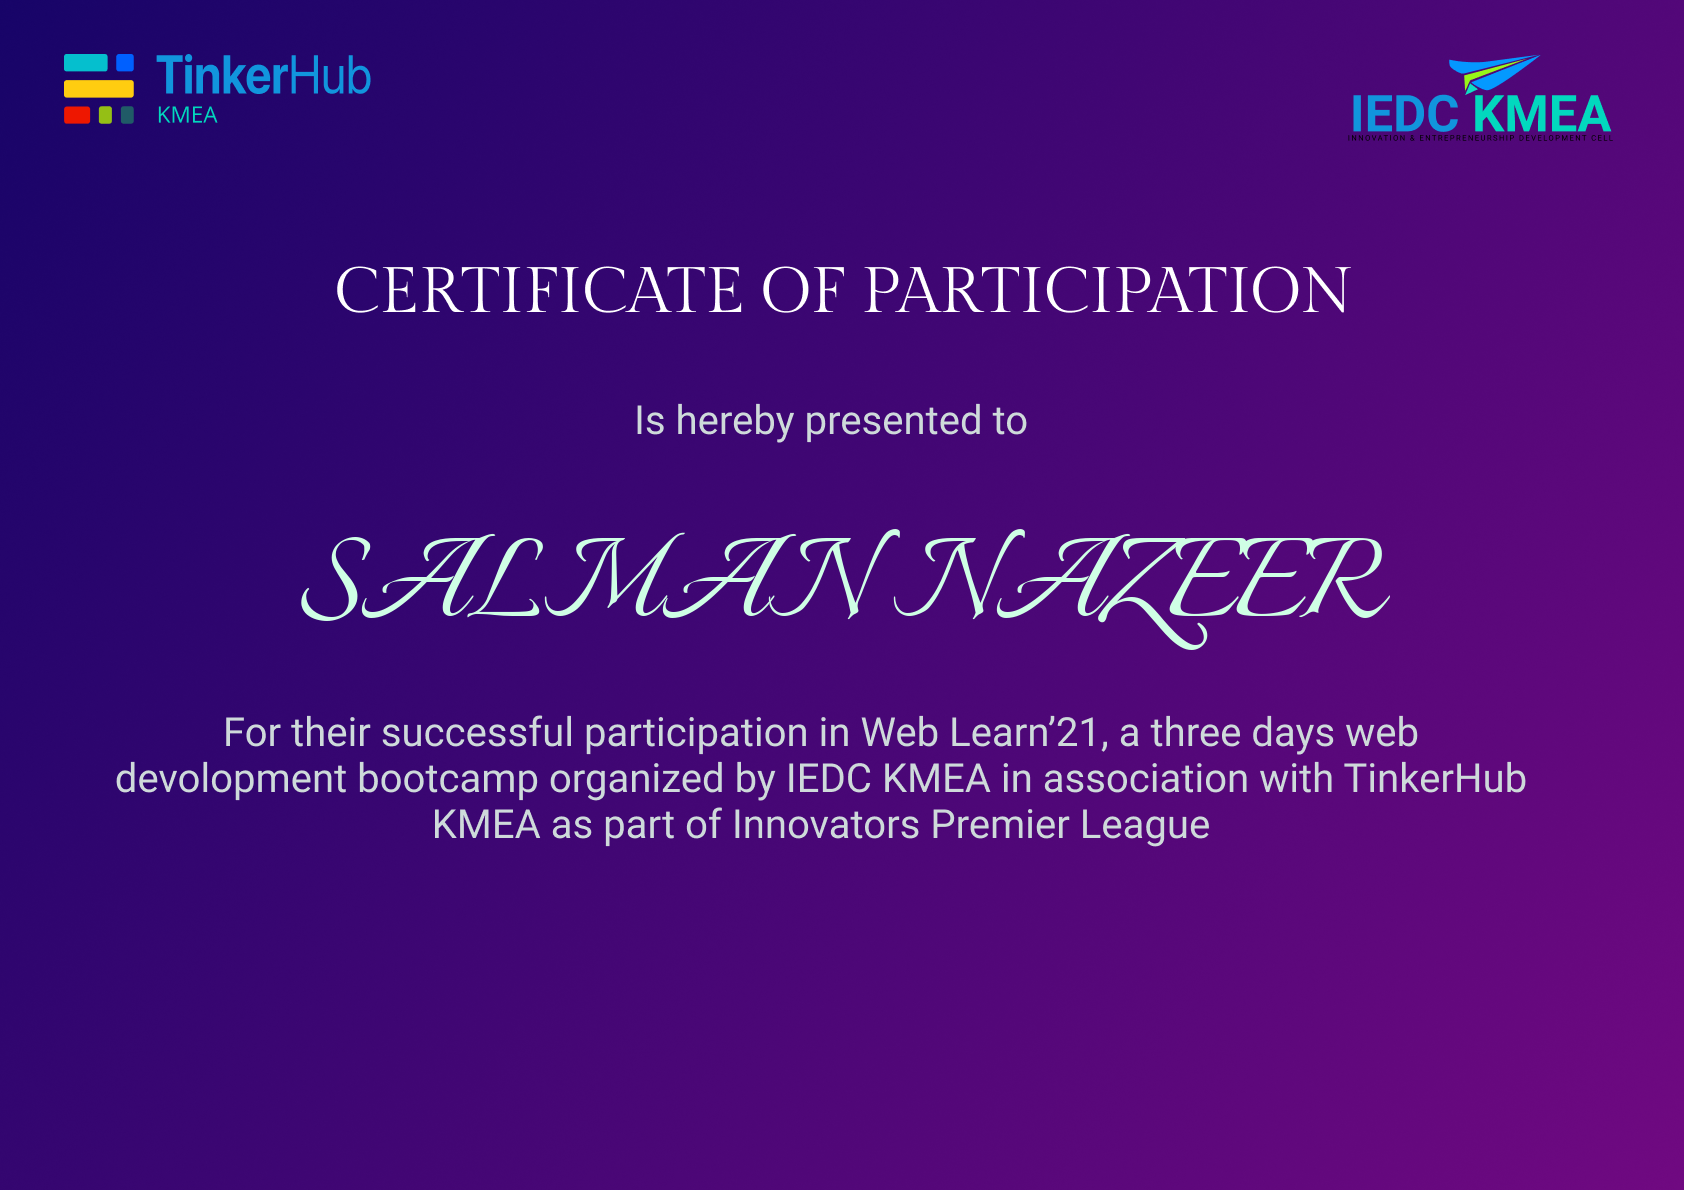 TinkerHub
KMEA
IEDC KMEA
INNOVATION & ENTREPRENEURSHIP DEVELOPMENT CELL
CERTIFICATE OF PARTICIPATION
Is hereby presented to
SALMAN NAZEER
For their successful participation in Web Learn’21, a three days web
devolopment bootcamp organized by IEDC KMEA in association with TinkerHub
KMEA as part of Innovators Premier League